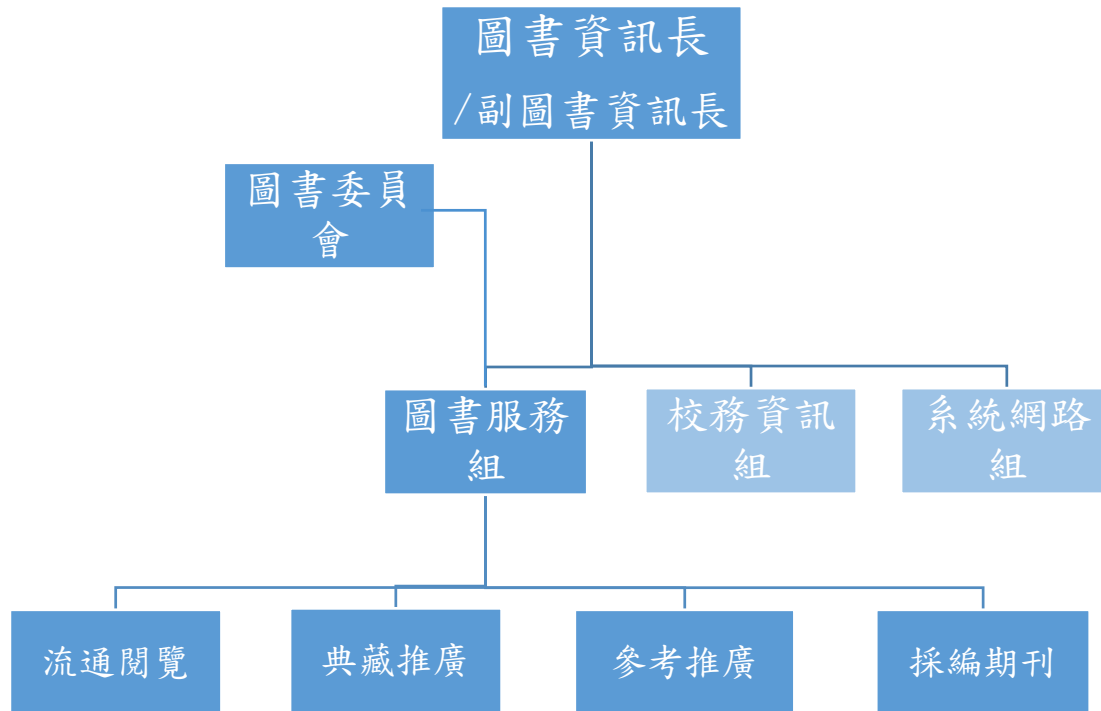 圖書資訊長
/副圖書資訊長
圖書委員
會
圖書服務
組
校務資訊
組
系統網路
組
流通閱覽
典藏推廣
參考推廣
採編期刊